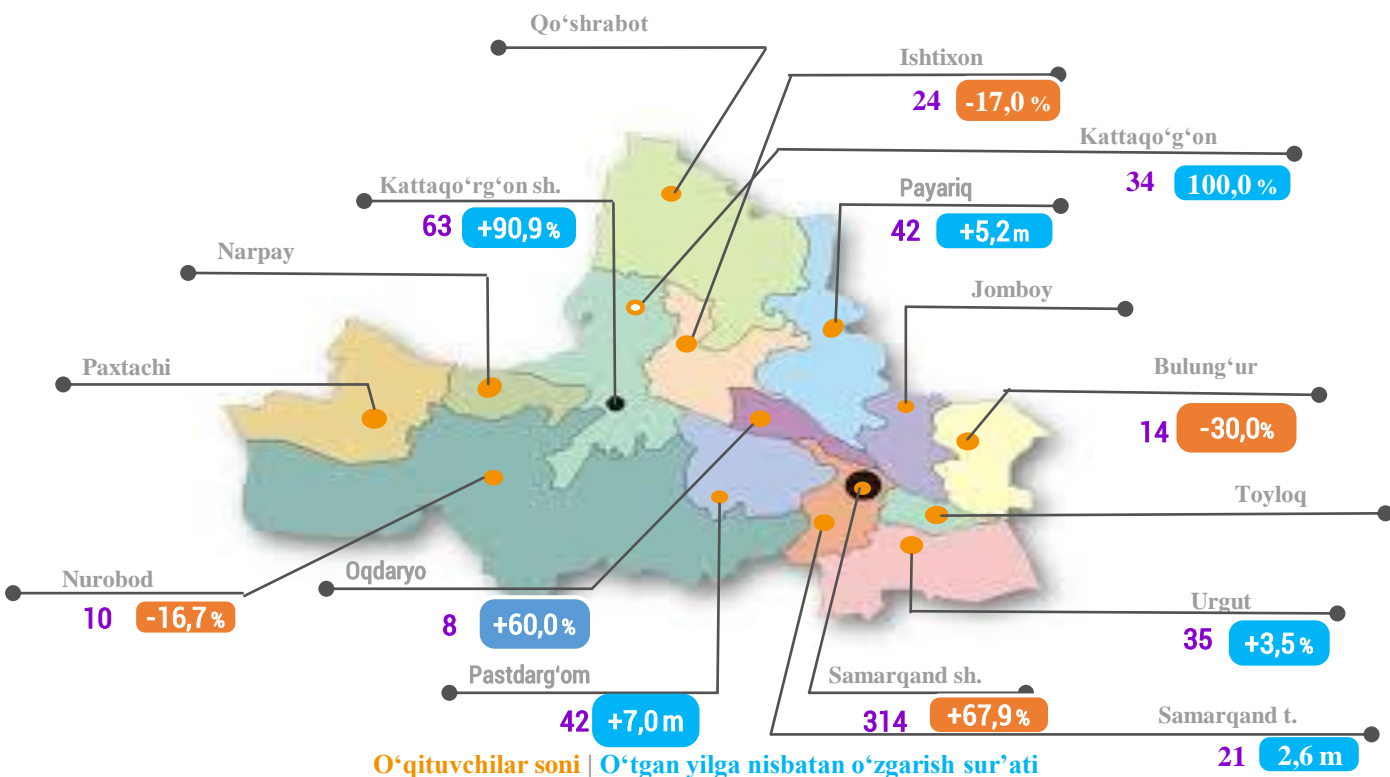 Qo‘shrabot
Ishtixon
24 -17,0 %
Kattaqo‘g‘on
34 100,0 %
Kattaqo‘rg‘on sh.
63 +90,9 %
Payariq
42 +5,2 m
Narpay
Jomboy
Paxtachi
Bulung‘ur
14 -30,0%
Toyloq
Nurobod
10 -16,7 %
Oqdaryo
8 +60,0 %
Urgut
35 +3,5 %
Pastdarg‘om
42 +7,0 m
Samarqand sh.
314 +67,9 %
Samarqand t.
21 2,6 m
O‘qituvchilar soni | O‘tgan yilga nisbatan o‘zgarish sur’ati